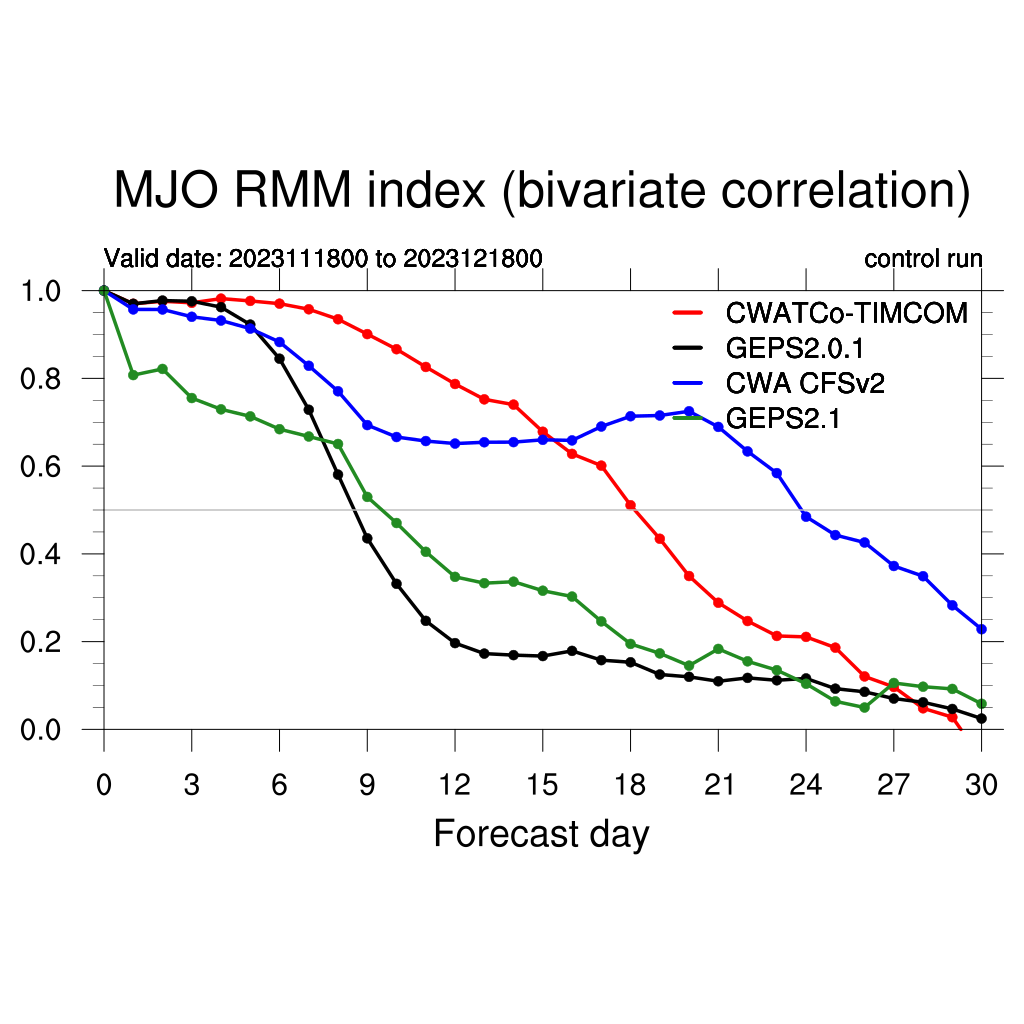 MJO RMM index (bivariate correlation)
Valid date: 2023111800 to 2023121800 control run
1.0
0.8
0.6
0.4
0.2
0.0
CWATCo-TIMCOM
GEPS2.0.1
CWA CFSv2
GEPS2.1
0 3 6 9 12 15 18 21 24 27 30
Forecast day